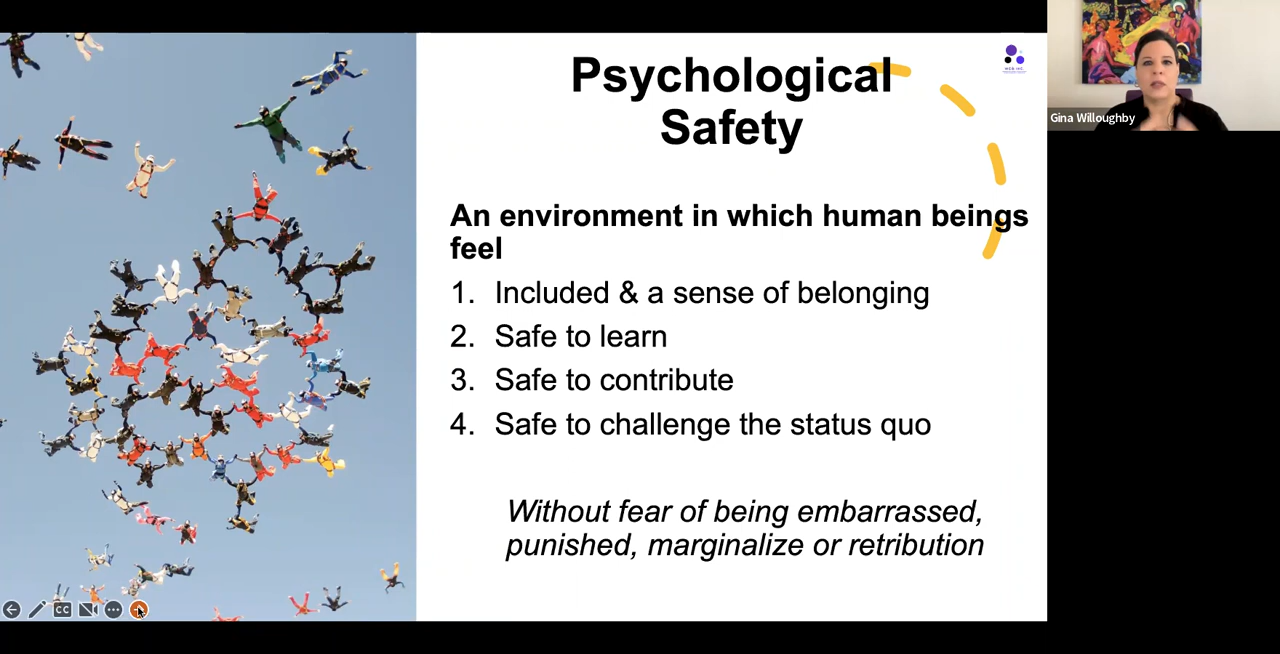 Psychological
Safety
Gina Willoughby
An environment in which human beings
feel
1. Included & a sense of belonging
2. Safe to learn
3. Safe to contribute
4. Safe to challenge the status quo
Without fear of being embarrassed,
punished, marginalize or retribution
CC